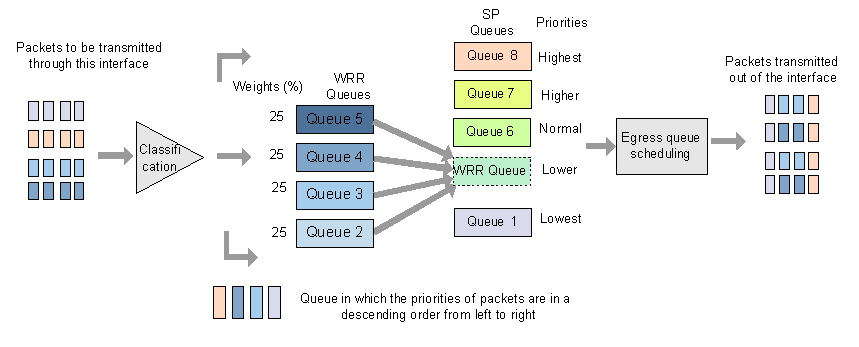 SP
Queues
Priorities
Packets to be transmitted
through this interface
Queue 8
Highest
Packets transmitted
out of the interface
Weights (%)
WRR
Queues
Queue 7
Higher
25
Queue 5
Queue 6
Normal
Egress queue
scheduling
Classifi
cation
25
Queue 4
WRR Queue
Lower
25
Queue 3
Queue 1
Lowest
25
Queue 2
Queue in which the priorities of packets are in a
descending order from left to right